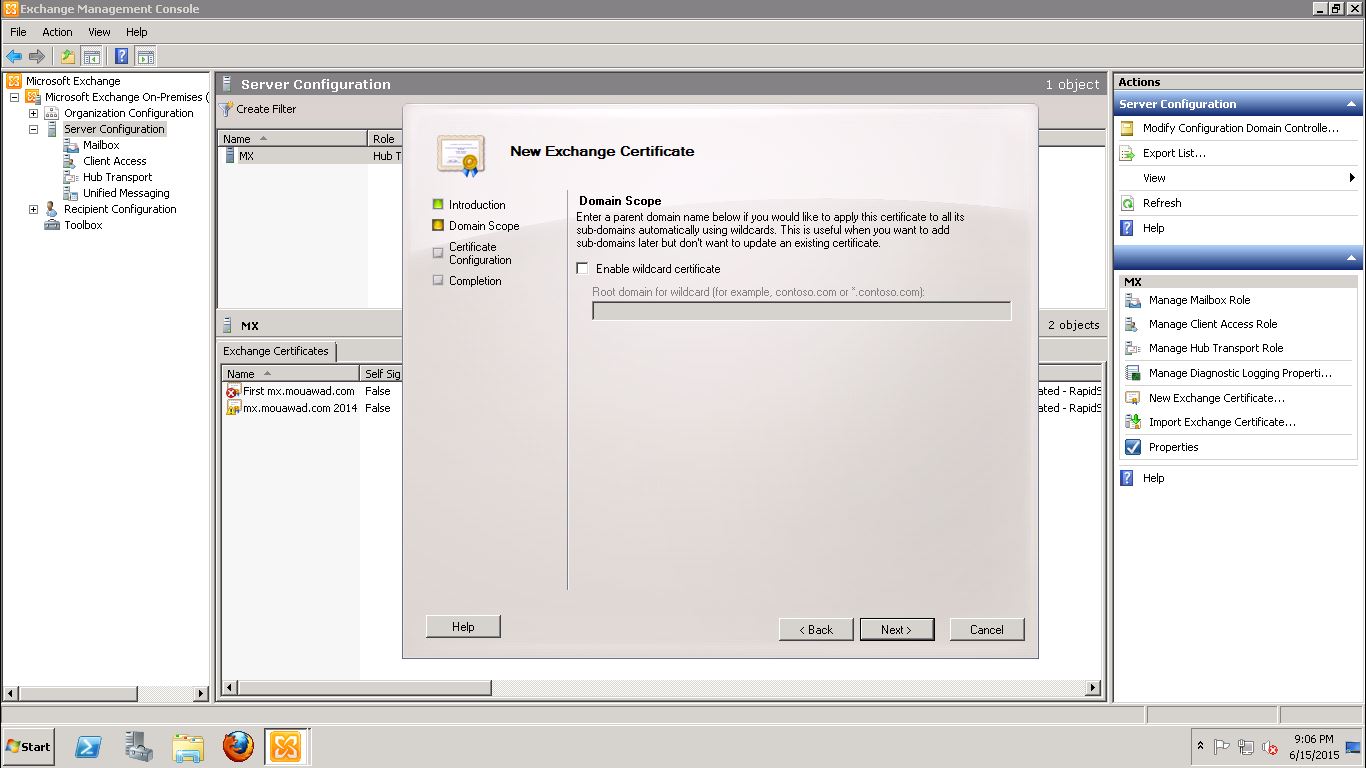 Exchange Management Console
File Action View Help
Microsoft Exchange
Microsoft Exchange On-Premises (
Organization Configuration
Server Configuration
Mailbox
Client Access
Hub Transport
Unified Messaging
Recipient Configuration
Toolbox
Server Configuration 1 object
Create Filter
Name Role
MX Hub T
MX 2 objects
Exchange Certificates
Name Self Sig
First mx.mouawad.com False ated - RapidS
mx.mouawad.com 2014 False ated - RapidS
New Exchange Certificate
Introduction
Domain Scope
Certificate
Configuration
Completion
Domain Scope
Enter a parent domain name below if you would like to apply this certificate to all its
sub-domains automatically using wildcards. This is useful when you want to add
sub-domains later but don't want to update an existing certificate.
Enable wildcard certificate
Root domain for wildcard (for example, contoso.com or *.contoso.com):
Help < Back Next > Cancel
Actions
Server Configuration
Modify Configuration Domain Controlle...
Export List...
View
Refresh
Help
MX
Manage Mailbox Role
Manage Client Access Role
Manage Hub Transport Role
Manage Diagnostic Logging Properti...
New Exchange Certificate...
Import Exchange Certificate...
Properties
Help
Start
9:06 PM
6/15/2015